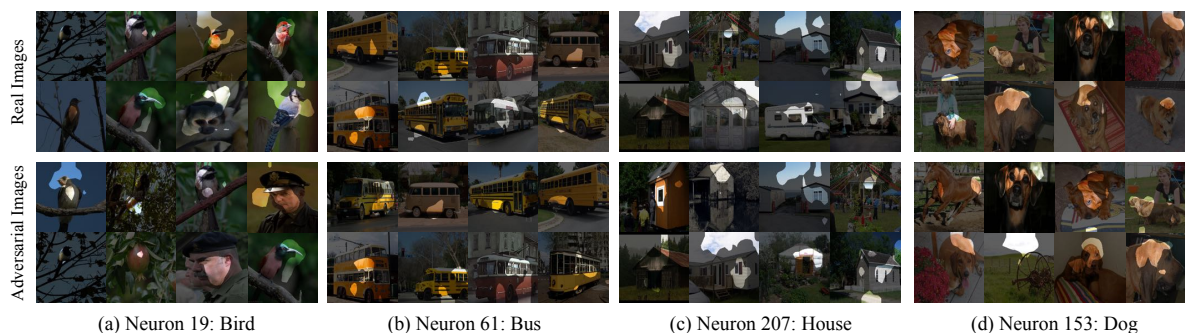 Real Images
Adversarial Images
(a) Neuron 19: Bird
(b) Neuron 61: Bus
(c) Neuron 207: House
(d) Neuron 153: Dog